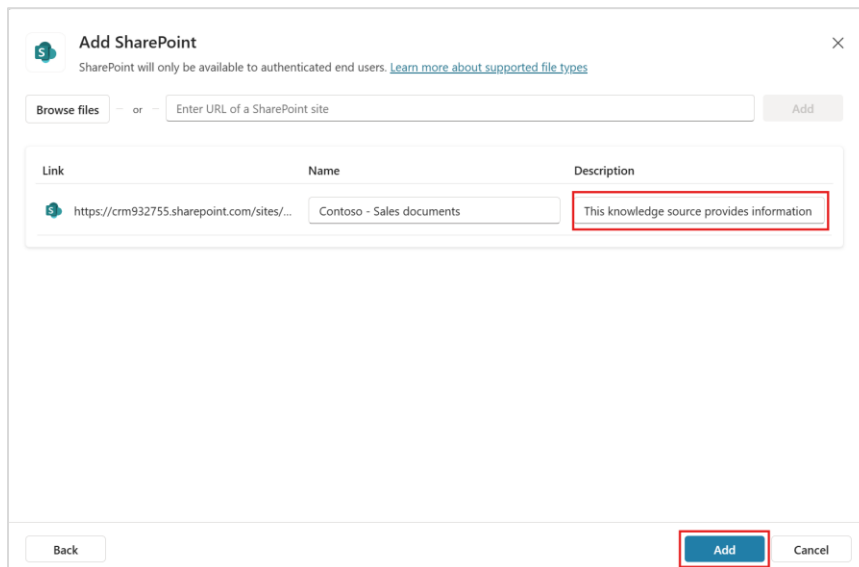 Add SharePoint
SharePoint will only be available to authenticated end users. Learn more about supported file types
Browse files or Enter URL of a SharePoint site Add
Link Name Description
https://crm932755.sharepoint.com/sites/... Contoso - Sales documents This knowledge source provides information
Back Add Cancel